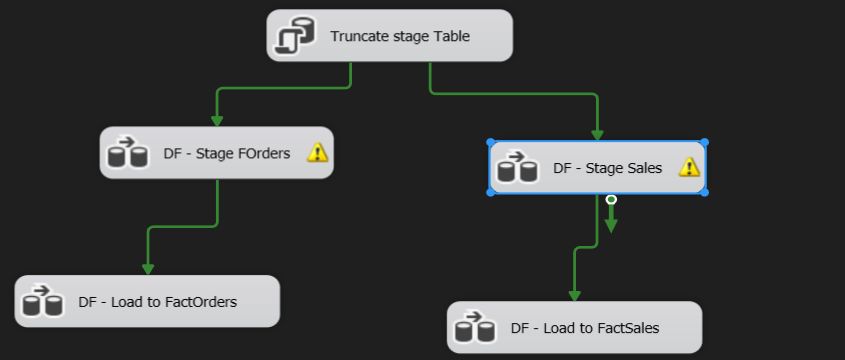 Truncate stage Table
DF - Stage FOrders
DF - Stage Sales
DF - Load to FactOrders
DF - Load to FactSales